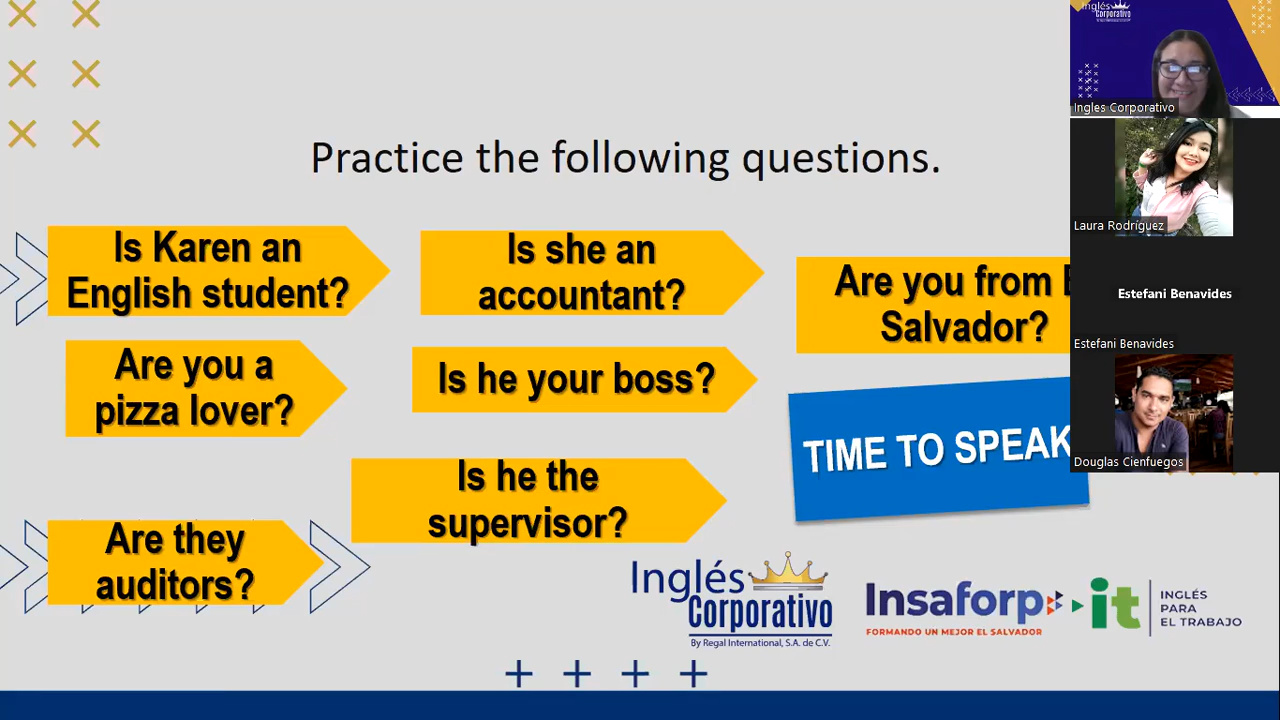 Practice the following questions.
Is Karen an
English student?
Is she an
accountant?
Are you from E
Salvador?
Are you a
pizza lover?
Is he your boss?
TIME TO SPEAK
Is he the
supervisor?
Are they
auditors?
Inglés
Corporativo
By Regal International, S.A. de C.V.
Insaforp
FORMANDO UN MEJOR EL SALVADOR
it
INGLÉS
PARA
EL TRABAJO
Inglés
Corporativo
Ingles Corporativo
Laura Rodríguez
Estefani Benavides
Estefani Benavides
Douglas Cienfuegos